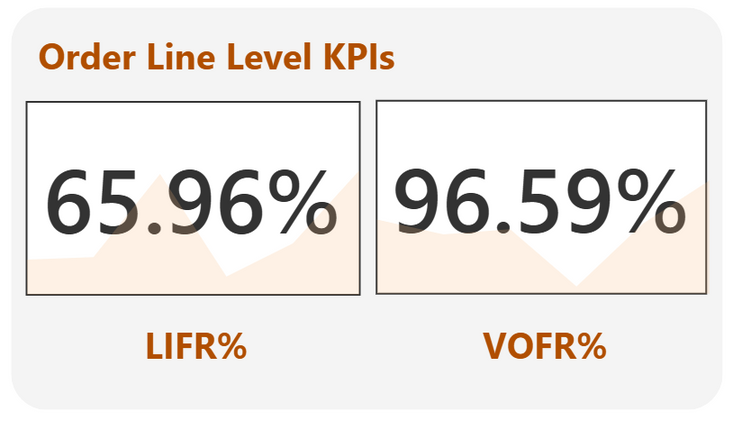 Order Line Level KPIs
65.96% 96.59%
LIFR% VOFR%